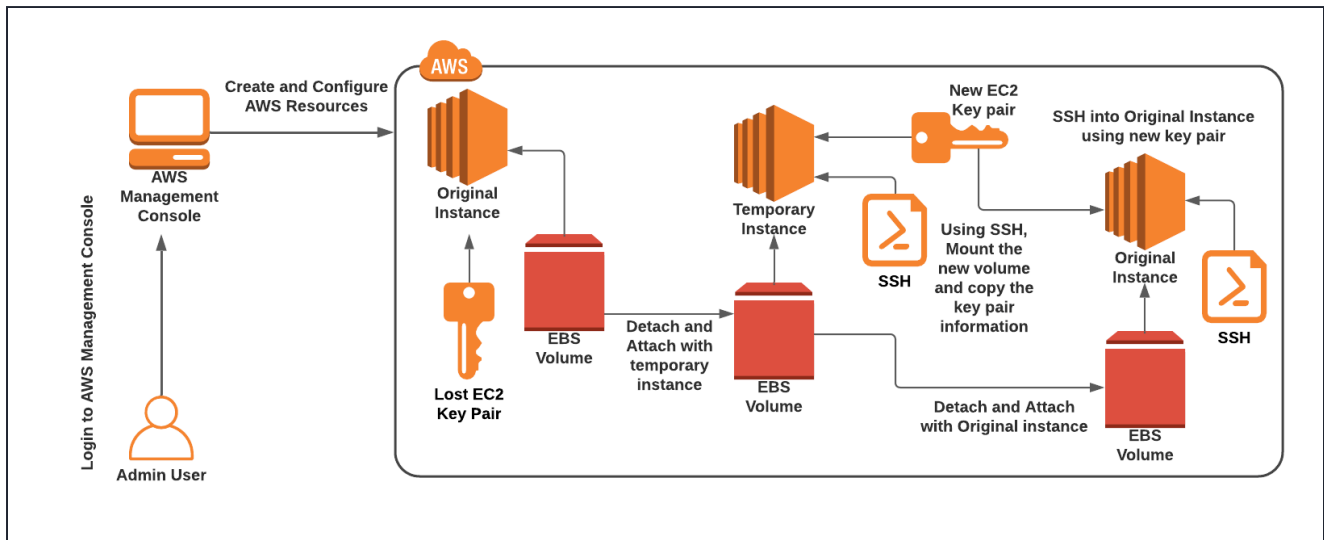 Create and Configure
AWS Resources
AWS
AWS
Management
Console
Login to AWS Management Console
Admin User
Original
Instance
Lost EC2
Key Pair
EBS
Volume
Detach and
Attach with
temporary
instance
Temporary
Instance
EBS
Volume
New EC2
Key pair
SSH
Using SSH,
Mount the
new volume
and copy the
key pair
information
Detach and Attach
with Original instance
SSH into Original Instance
using new key pair
Original
Instance
SSH
EBS
Volume